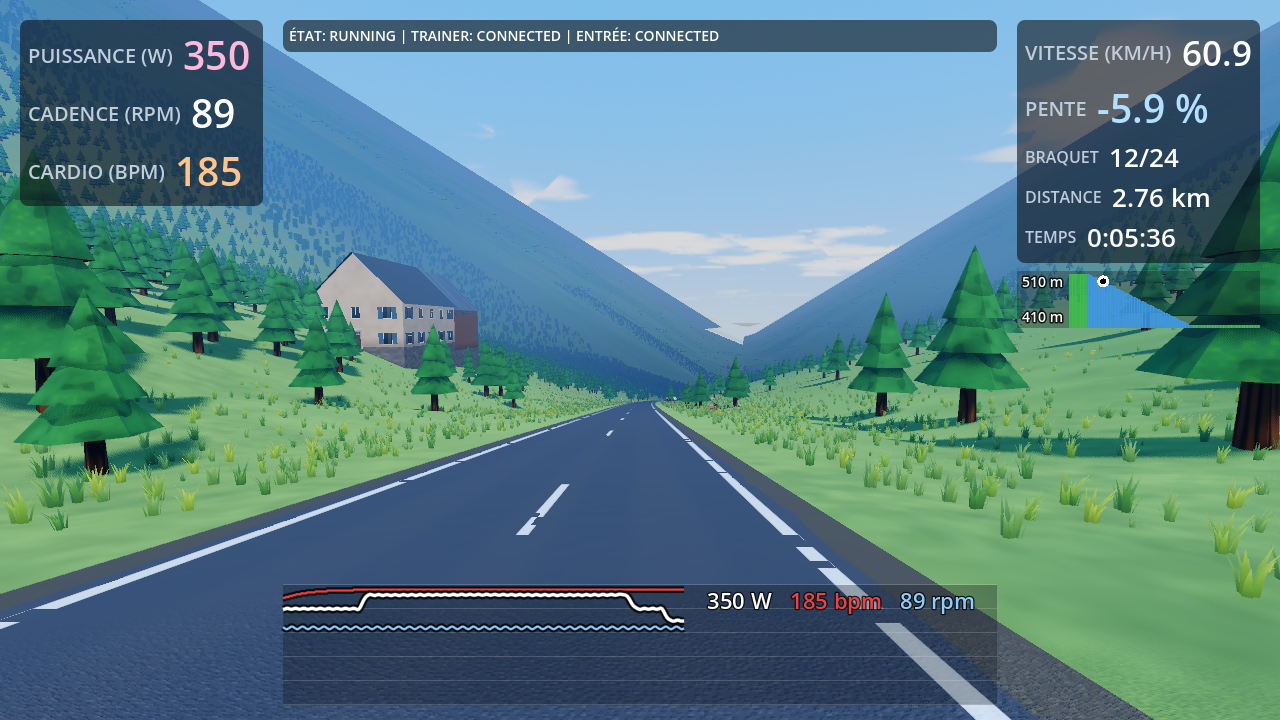 PUISSANCE (W) 350
CADENCE (RPM) 89
CARDIO (BPM) 185
ÉTAT: RUNNING | TRAINER: CONNECTED | ENTRÉE: CONNECTED
VITESSE (KM/H) 60.9
PENTE -5.9 %
BRAQUET 12/24
DISTANCE 2.76 km
TEMPS 0:05:36
510 m
410 m
350 W 185 bpm 89 rpm